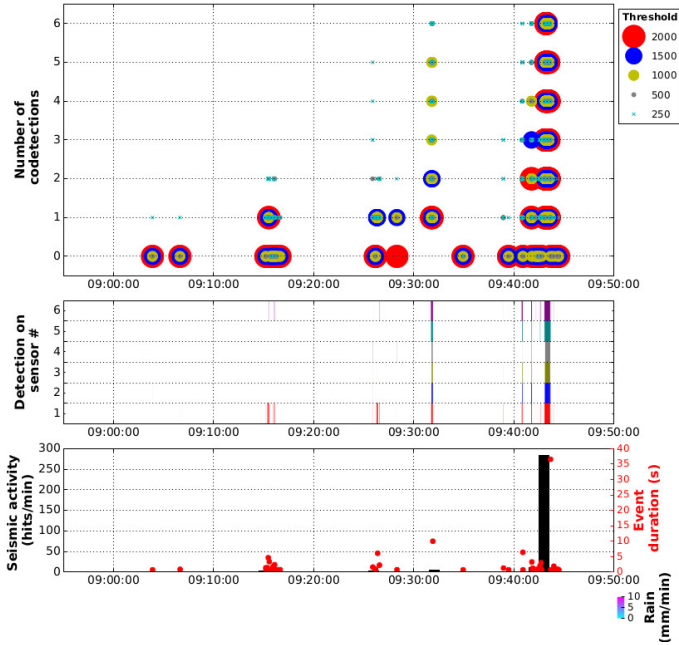 Threshold
2000
1500
1000
500
250
Number of
codetections
6
5
4
3
2
1
0
09:00:00 09:10:00 09:20:00 09:30:00 09:40:00 09:50:00
Detection on
sensor #
6
5
4
3
2
1
09:00:00 09:10:00 09:20:00 09:30:00 09:40:00 09:50:00
Seismic activity
(hits/min)
300
250
200
150
100
50
0
40
35
30
25
20
15
10
5
0
Event
duration (s)
09:00:00 09:10:00 09:20:00 09:30:00 09:40:00 09:50:00
10
5
0
Rain
(mm/min)